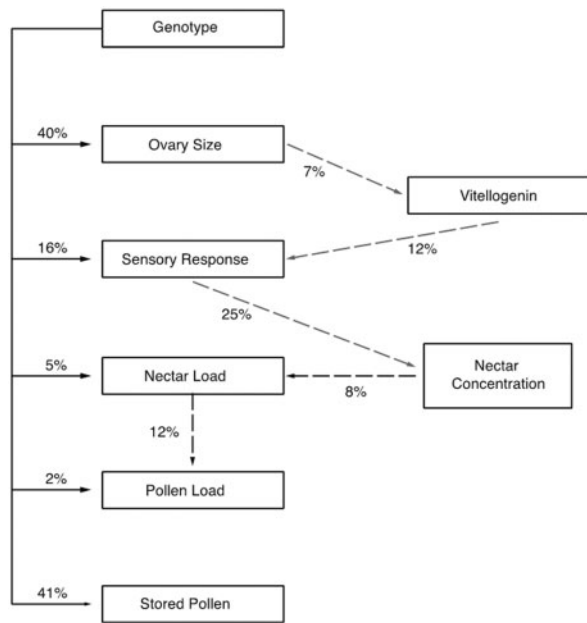 Genotype
40%
Ovary Size
7%
Vitellogenin
16%
Sensory Response
12%
25%
5%
Nectar Load
8%
Nectar
Concentration
12%
2%
Pollen Load
41%
Stored Pollen